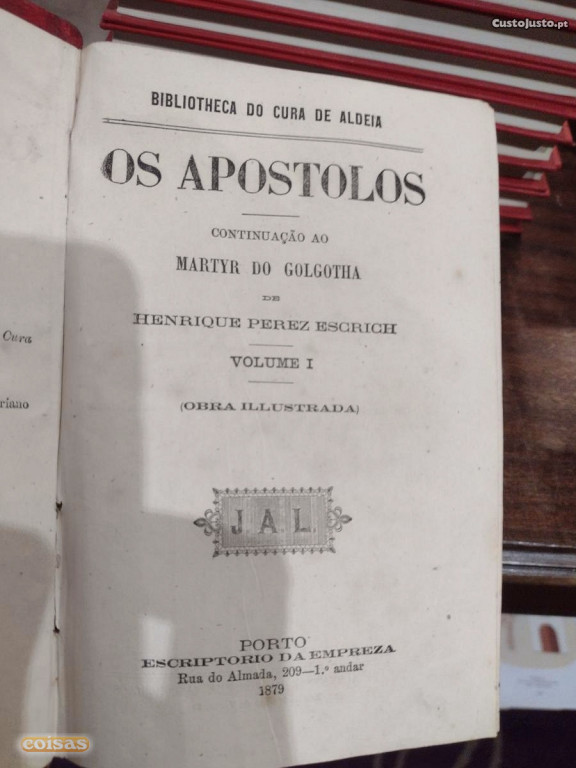 CustoJusto.pt
BIBLIOTHECA DO CURA DE ALDEIA
OS APOSTOLOS
CONTINUAÇÃO AO
MARTYR DO GOLGOTHA
DE
HENRIQUE PEREZ ESCRICH
VOLUME I
(OBRA ILLUSTRADA)
Cura
riano
J.A.L.
PORTO
ESCRIPTORIO DA EMPREZA
Rua do Almada, 209—1.º andar
1879
coisas